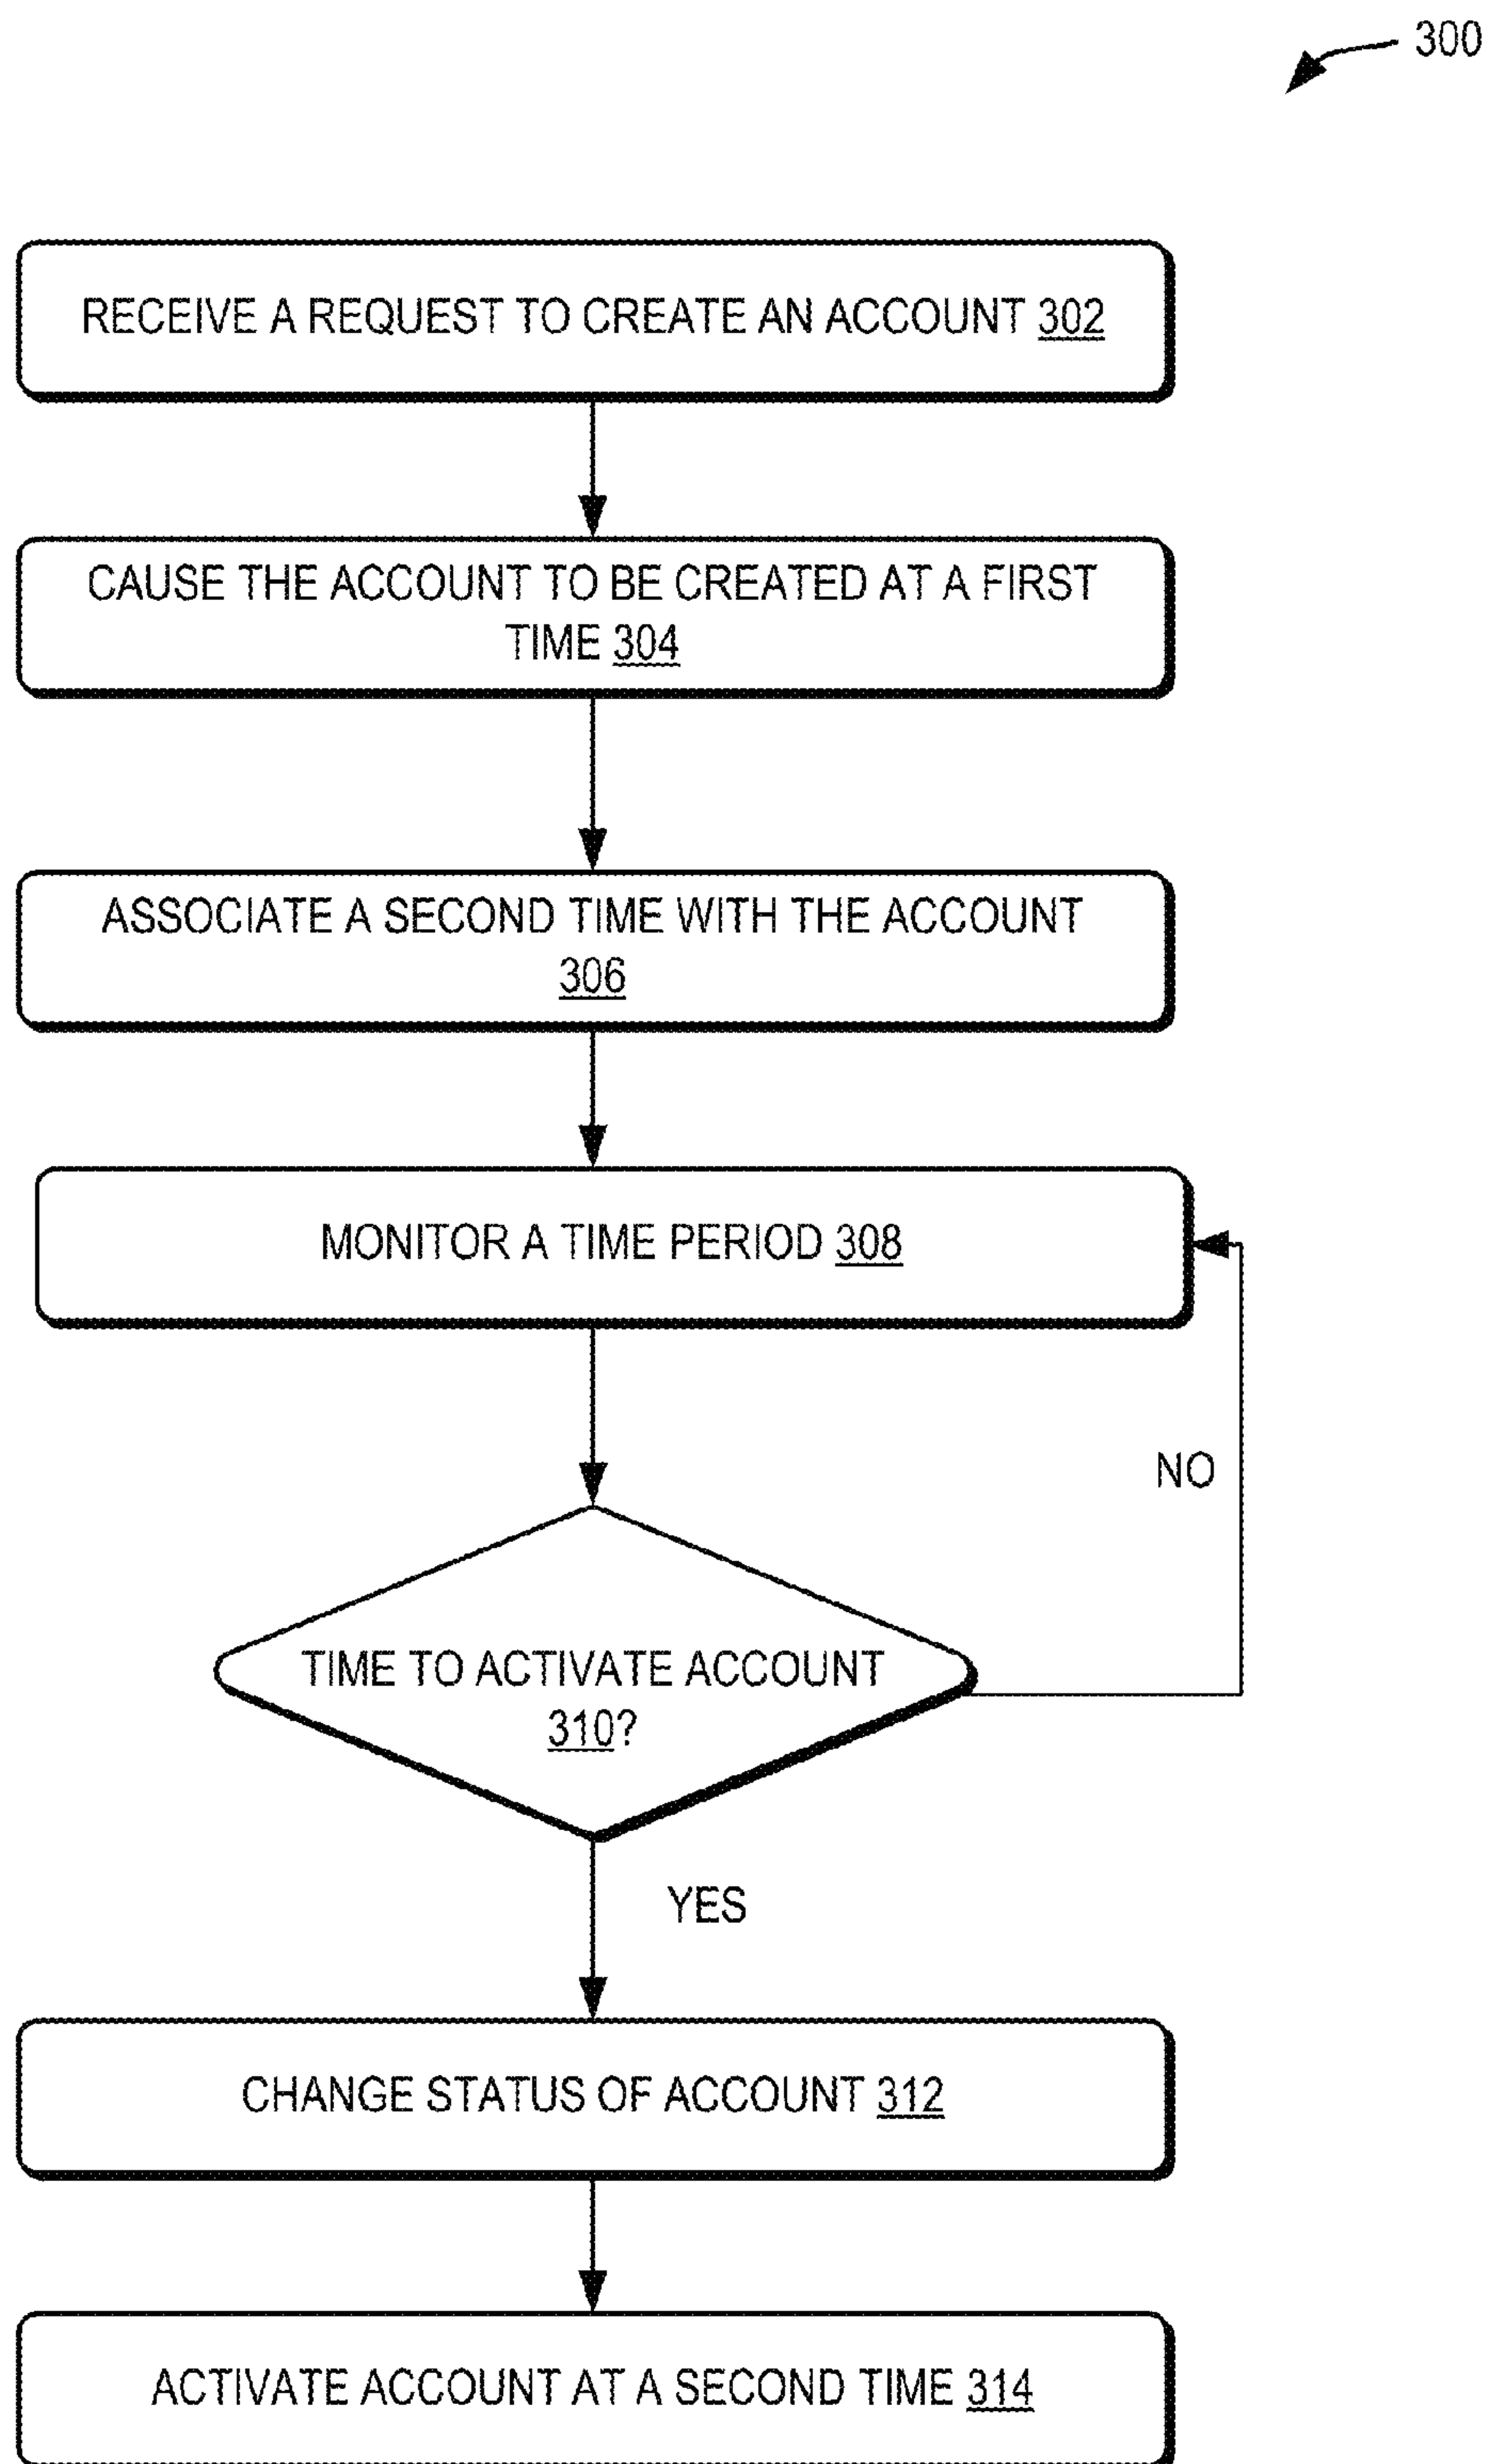 300
RECEIVE A REQUEST TO CREATE AN ACCOUNT 302
CAUSE THE ACCOUNT TO BE CREATED AT A FIRST
TIME 304
ASSOCIATE A SECOND TIME WITH THE ACCOUNT
306
MONITOR A TIME PERIOD 308
NO
TIME TO ACTIVATE ACCOUNT
310?
YES
CHANGE STATUS OF ACCOUNT 312
ACTIVATE ACCOUNT AT A SECOND TIME 314